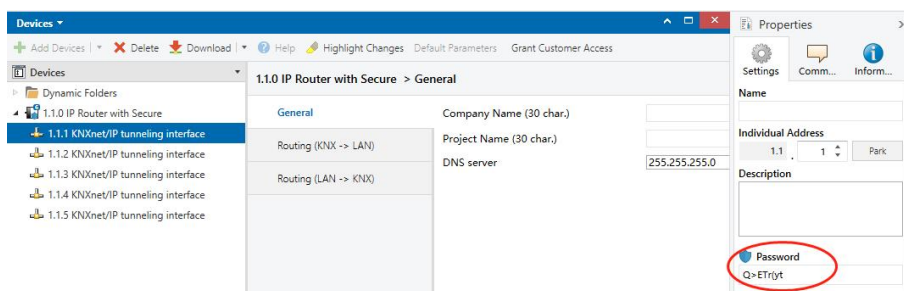 Devices
Add Devices Delete Download Help Highlight Changes Default Parameters Grant Customer Access
Devices
Dynamic Folders
1.1.0 IP Router with Secure
1.1.1 KNXnet/IP tunneling interface
1.1.2 KNXnet/IP tunneling interface
1.1.3 KNXnet/IP tunneling interface
1.1.4 KNXnet/IP tunneling interface
1.1.5 KNXnet/IP tunneling interface
1.1.0 IP Router with Secure > General
General
Routing (KNX -> LAN)
Routing (LAN -> KNX)
Company Name (30 char.)
Project Name (30 char.)
DNS server 255.255.255.0
Properties
Settings Comm... Inform...
Name
Individual Address
1.1 . 1 Park
Description
Password
Q>ETr(yt